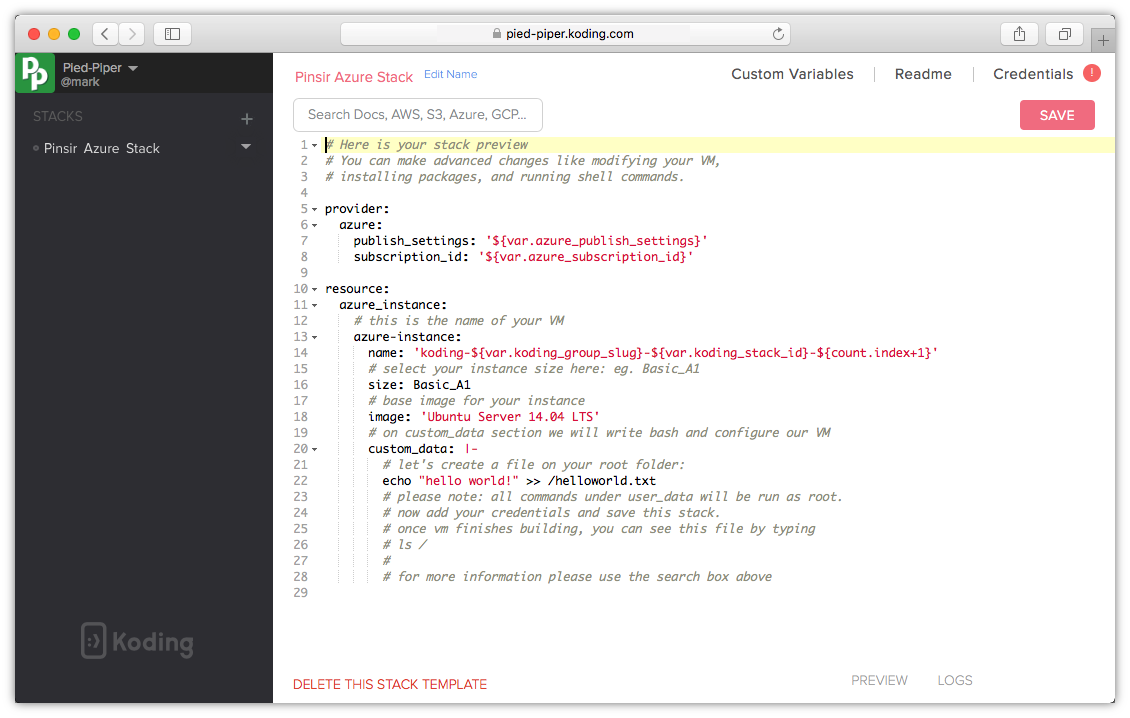 pied-piper.koding.com
PP
Pied-Piper
@mark
STACKS
Pinsir Azure Stack
Koding
Pinsir Azure Stack Edit Name
Custom Variables
Readme
Credentials !
Search Docs, AWS, S3, Azure, GCP...
SAVE
1 # Here is your stack preview
2 # You can make advanced changes like modifying your VM,
3 # installing packages, and running shell commands.
4
5 provider:
6 azure:
7 publish_settings: '${var.azure_publish_settings}'
8 subscription_id: '${var.azure_subscription_id}'
9
10 resource:
11 azure_instance:
12 # this is the name of your VM
13 azure-instance:
14 name: 'koding-${var.koding_group_slug}-${var.koding_stack_id}-${count.index+1}'
15 # select your instance size here: eg. Basic_A1
16 size: Basic_A1
17 # base image for your instance
18 image: 'Ubuntu Server 14.04 LTS'
19 # on custom_data section we will write bash and configure our VM
20 custom_data: |-
21 # let's create a file on your root folder:
22 echo "hello world!" >> /helloworld.txt
23 # please note: all commands under user_data will be run as root.
24 # now add your credentials and save this stack.
25 # once vm finishes building, you can see this file by typing
26 # ls /
27 #
28 # for more information please use the search box above
29
DELETE THIS STACK TEMPLATE
PREVIEW
LOGS